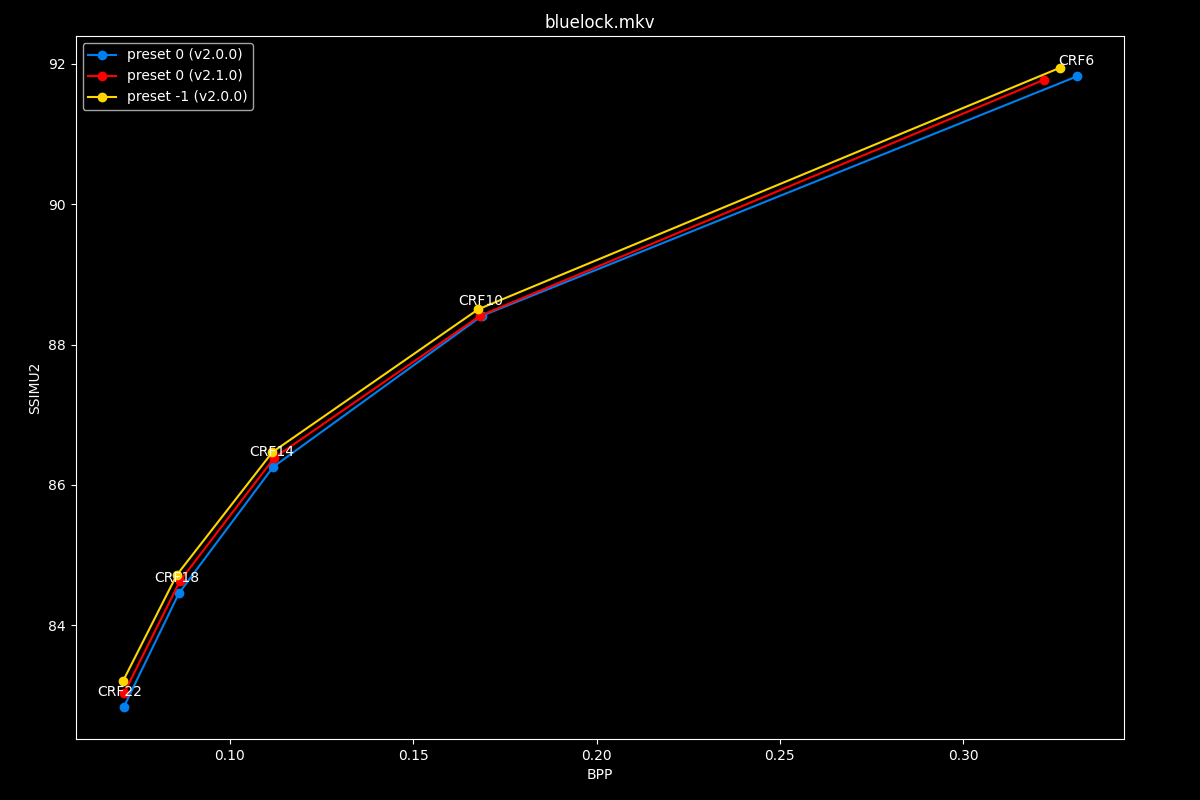 bluelock.mkv
preset 0 (v2.0.0)
preset 0 (v2.1.0)
preset -1 (v2.0.0)
92
90
88
86
84
SSIMU2
CRF6
CRF10
CRF14
CRF18
CRF22
0.10
0.15
0.20
0.25
0.30
BPP